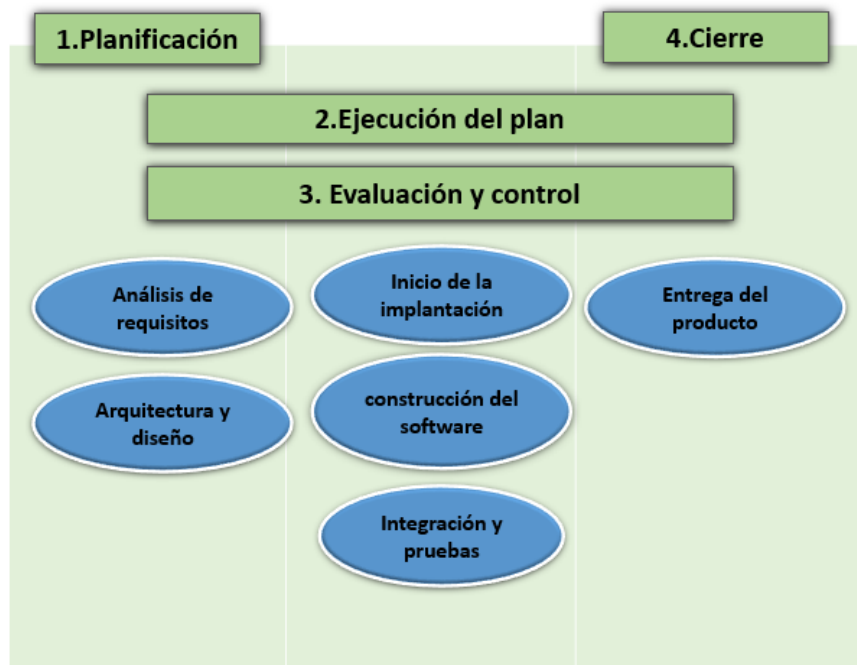 1.Planificación
4.Cierre
2.Ejecución del plan
3. Evaluación y control
Análisis de
requisitos
Arquitectura y
diseño
Inicio de la
implantación
construcción del
software
Integración y
pruebas
Entrega del
producto